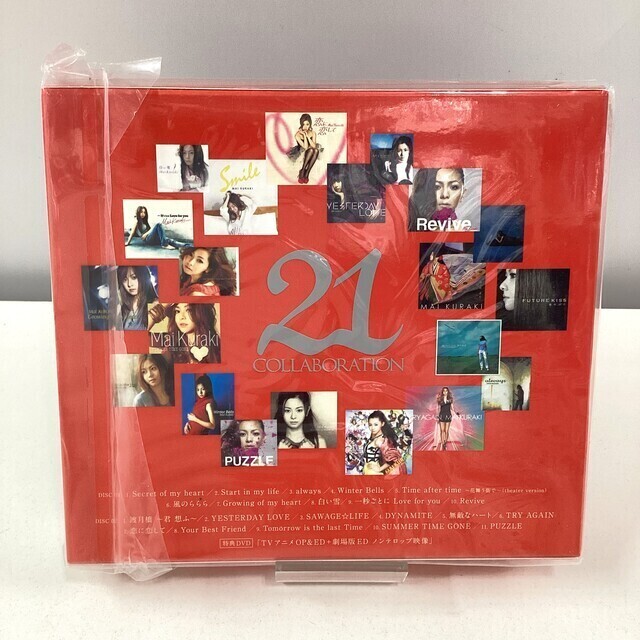 Smile
MAI KURAKI
YESTERDAY LOVE
Revive
Mai Kuraki
MAI KURAKI
FUTURE KISS
Winter Bells
PUZZLE
TRY AGAIN MAI KURAKI
21
COLLABORATION
DISC 01 1. Secret of my heart / 2. Start in my life / 3. always / 4. Winter Bells / 5. Time after time ～花舞う街で～ (theater version)
6. 風のららら / 7. Growing of my heart / 8. 白い雪 / 9. 一秒ごとに Love for you / 10. Revive
DISC 02 1. 渡月橋 ～君 想ふ～ / 2. YESTERDAY LOVE / 3. SAWAGE☆LIFE / 4. DYNAMITE / 5. 無敵なハート / 6. TRY AGAIN
7. 恋に恋して / 8. Your Best Friend / 9. Tomorrow is the last Time / 10. SUMMER TIME GONE / 11. PUZZLE
特典DVD 「TVアニメOP&ED+劇場版ED ノンテロップ映像」